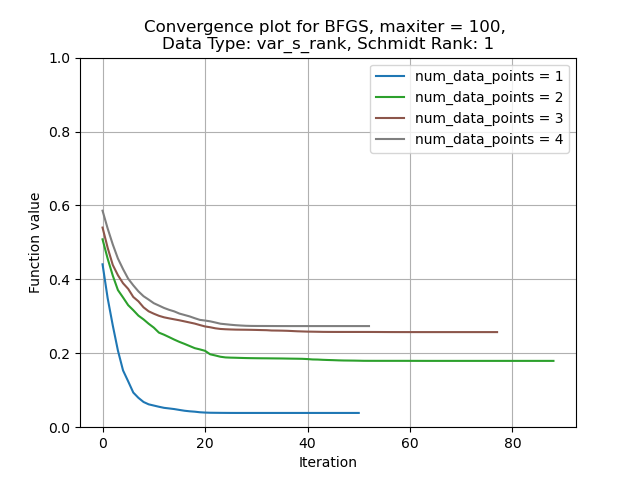 Convergence plot for BFGS, maxiter = 100,
Data Type: var_s_rank, Schmidt Rank: 1
num_data_points = 1
num_data_points = 2
num_data_points = 3
num_data_points = 4
Function value
1.0
0.8
0.6
0.4
0.2
0.0
0 20 40 60 80
Iteration